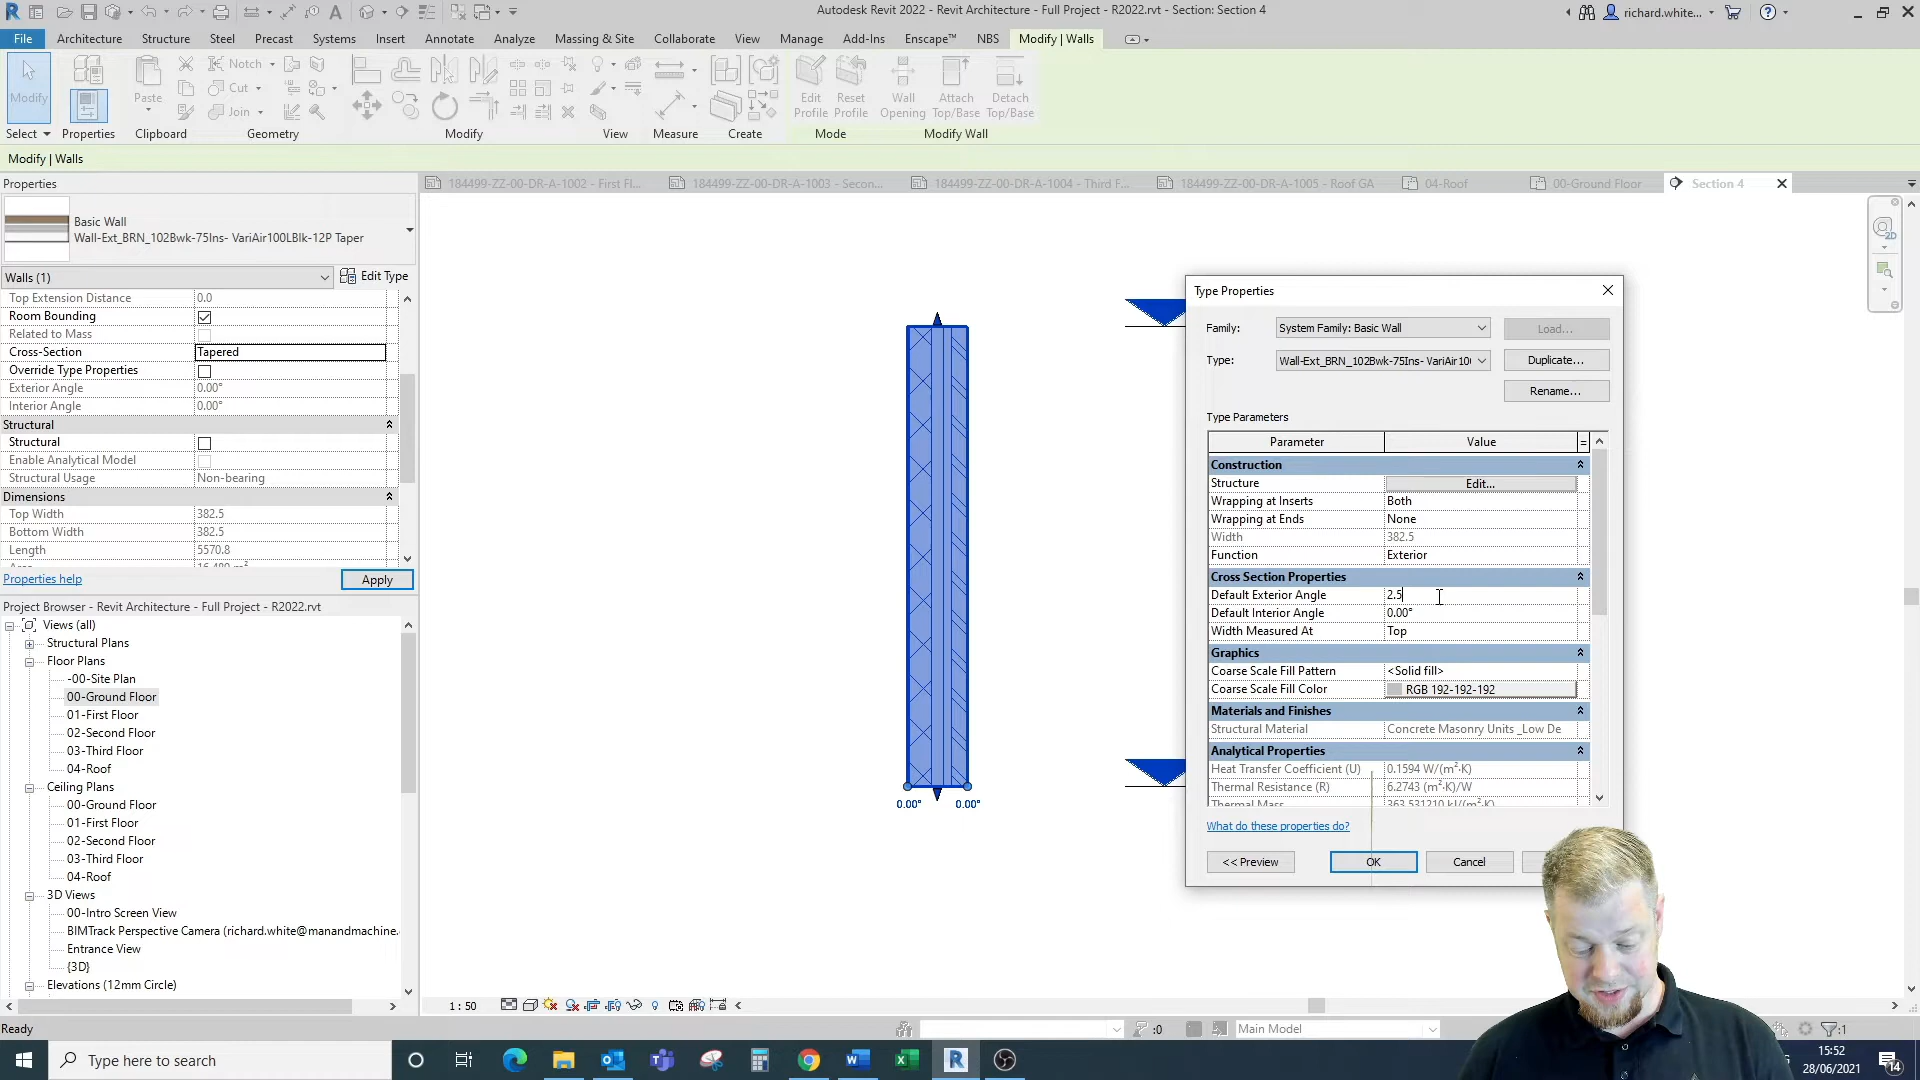 Autodesk Revit 2022 - Revit Architecture - Full Project - R2022.rvt - Section: Section 4
richard.white...
File Architecture Structure Steel Precast Systems Insert Annotate Analyze Massing & Site Collaborate View Manage Add-Ins Enscape™ NBS Modify | Walls
Modify
Paste
Notch
Cut
Join
Edit Profile
Reset Profile
Wall Opening
Attach Top/Base
Detach Top/Base
Select Properties Clipboard Geometry Modify View Measure Create Mode Modify Wall
Modify | Walls
Properties
184499-ZZ-00-DR-A-1002 - First Fl...
184499-ZZ-00-DR-A-1003 - Secon...
184499-ZZ-00-DR-A-1004 - Third F...
184499-ZZ-00-DR-A-1005 - Roof GA
04-Roof
00-Ground Floor
Section 4
Basic Wall
Wall-Ext_BRN_102Bwk-75Ins- VariAir100LBlk-12P Taper
Walls (1) Edit Type
Top Extension Distance 0.0
Room Bounding
Related to Mass
Cross-Section Tapered
Override Type Properties
Exterior Angle 0.00°
Interior Angle 0.00°
Structural
Structural
Enable Analytical Model
Structural Usage Non-bearing
Dimensions
Top Width 382.5
Bottom Width 382.5
Length 5570.8
Properties help Apply
Project Browser - Revit Architecture - Full Project - R2022.rvt
Views (all)
Structural Plans
Floor Plans
-00-Site Plan
00-Ground Floor
01-First Floor
02-Second Floor
03-Third Floor
04-Roof
Ceiling Plans
00-Ground Floor
01-First Floor
02-Second Floor
03-Third Floor
04-Roof
3D Views
00-Intro Screen View
BIMTrack Perspective Camera (richard.white@manandmachine.
Entrance View
{3D}
Elevations (12mm Circle)
0.00° 0.00°
2D
Type Properties
Family: System Family: Basic Wall Load...
Type: Wall-Ext_BRN_102Bwk-75Ins- VariAir10 Duplicate...
Rename...
Type Parameters
Parameter Value =
Construction
Structure Edit...
Wrapping at Inserts Both
Wrapping at Ends None
Width 382.5
Function Exterior
Cross Section Properties
Default Exterior Angle 2.5
Default Interior Angle 0.00°
Width Measured At Top
Graphics
Coarse Scale Fill Pattern <Solid fill>
Coarse Scale Fill Color RGB 192-192-192
Materials and Finishes
Structural Material Concrete Masonry Units _Low De
Analytical Properties
Heat Transfer Coefficient (U) 0.1594 W/(m²·K)
Thermal Resistance (R) 6.2743 (m²·K)/W
Thermal Mass 363.531210 kJ/(m²·K)
What do these properties do?
<< Preview OK Cancel
1 : 50
Ready
:0
Main Model
:1
Type here to search
15:52
28/06/2021
14